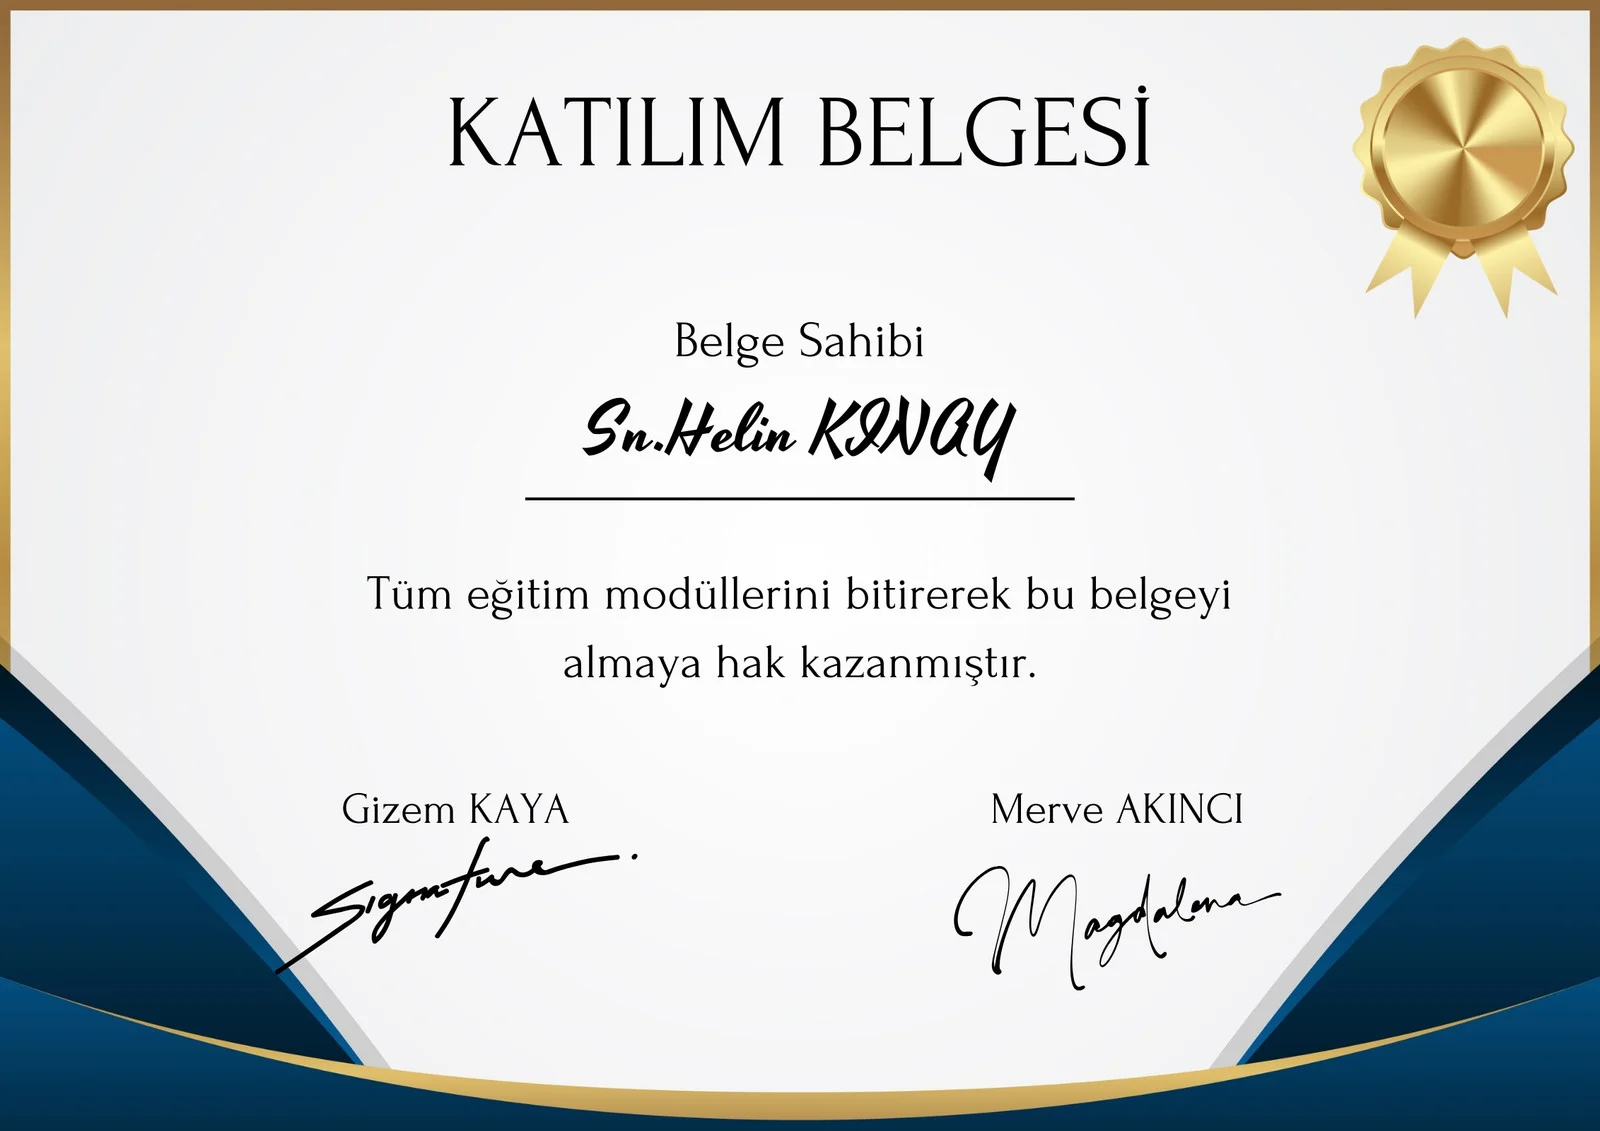 KATILIM BELGESİ
Belge Sahibi
Sn.Helin KINAY
Tüm eğitim modüllerini bitirerek bu belgeyi
almaya hak kazanmıştır.
Gizem KAYA
Merve AKINCI
Signature
Magdalena